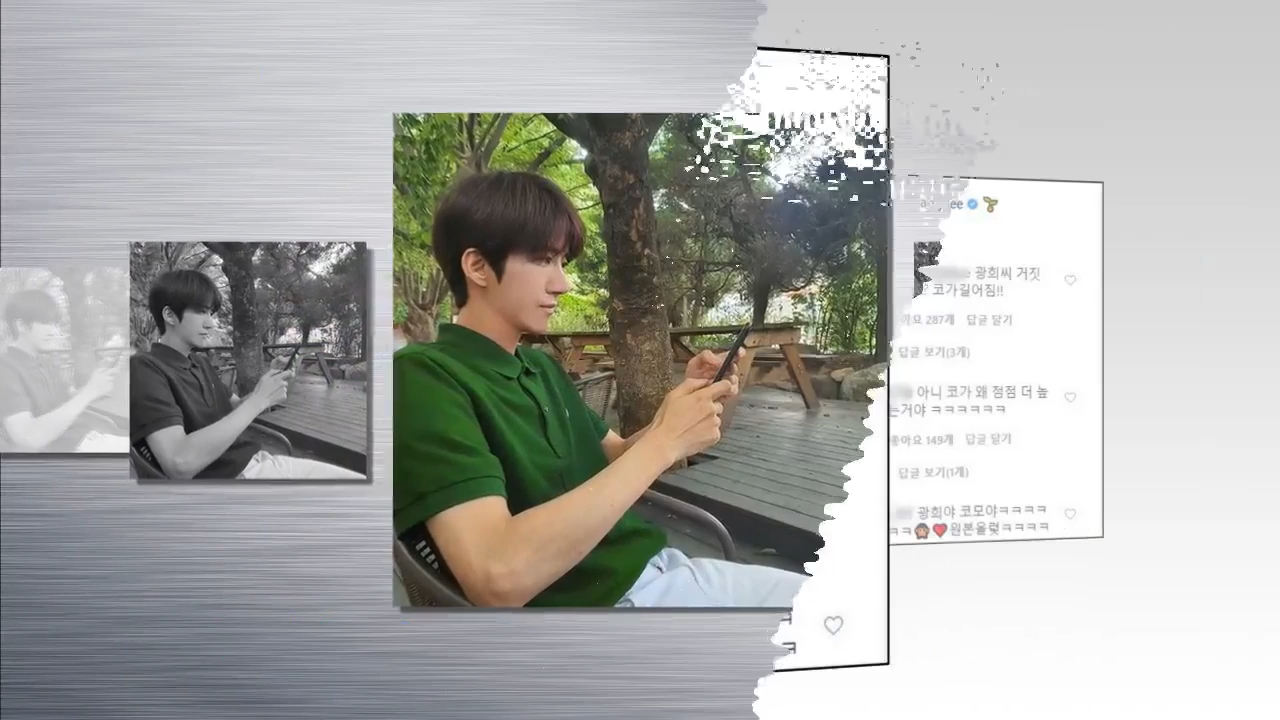 광희씨 거짓
? 코가길어짐!!
287개 답글 달기
답글 보기(3개)
아니 코가 왜 점점 더 높
는거야 ㅋㅋㅋㅋㅋㅋ
좋아요 149개 답글 달기
답글 보기(1개)
광희야 코모야ㅋㅋㅋㅋ
ㅋㅋ🙊❤️원본올렺ㅋㅋㅋㅋ